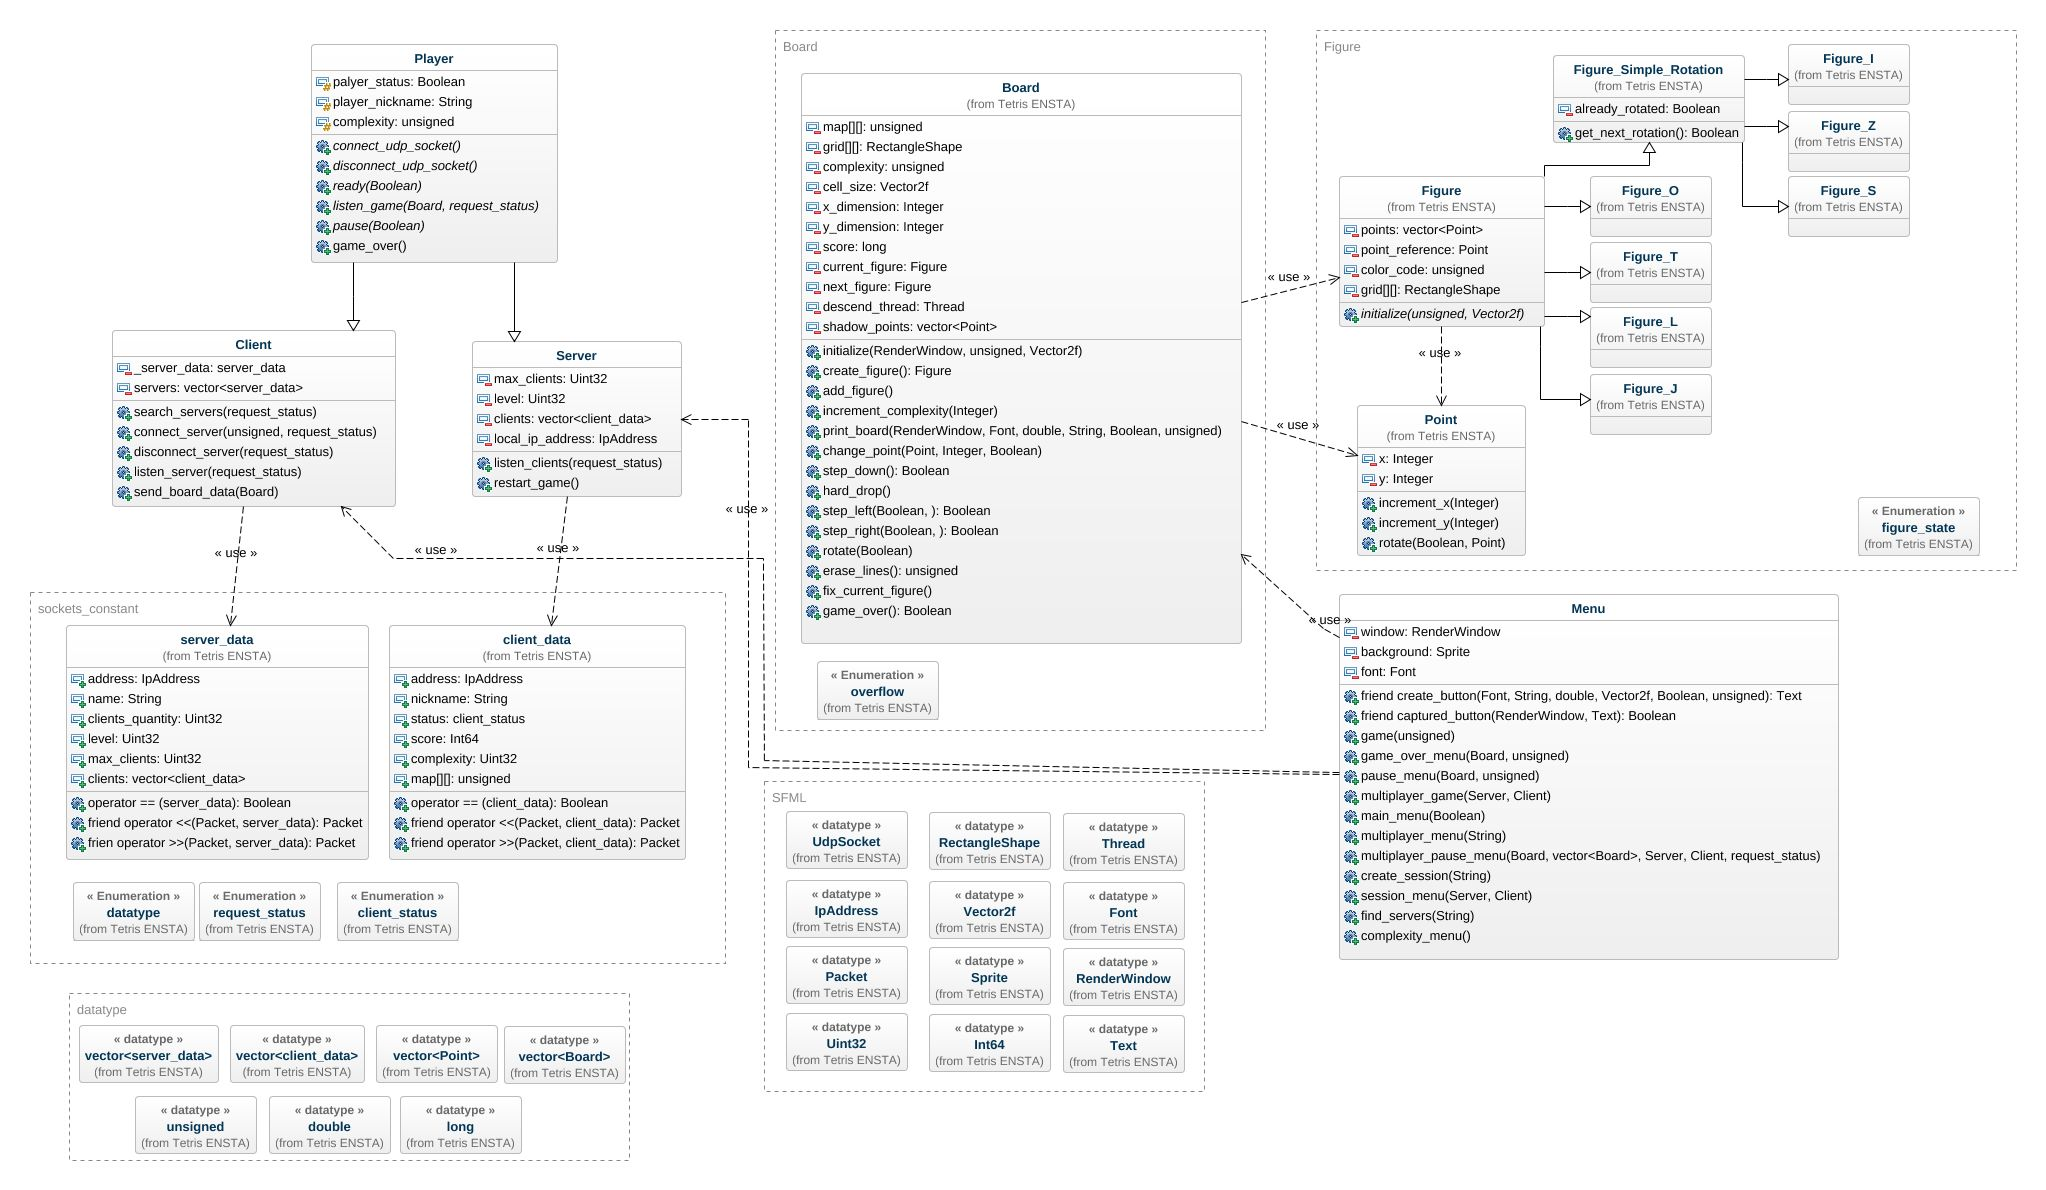 Player
palyer_status: Boolean
player_nickname: String
complexity: unsigned
connect_udp_socket()
disconnect_udp_socket()
ready(Boolean)
listen_game(Board, request_status)
pause(Boolean)
game_over()
Client
_server_data: server_data
servers: vector<server_data>
search_servers(request_status)
connect_server(unsigned, request_status)
disconnect_server(request_status)
listen_server(request_status)
send_board_data(Board)
Server
max_clients: Uint32
level: Uint32
clients: vector<client_data>
local_ip_address: IpAddress
listen_clients(request_status)
restart_game()
« use »
« use »
« use »
« use »
sockets_constant
server_data
(from Tetris ENSTA)
address: IpAddress
name: String
clients_quantity: Uint32
level: Uint32
max_clients: Uint32
clients: vector<client_data>
operator == (server_data): Boolean
friend operator <<(Packet, server_data): Packet
frien operator >>(Packet, server_data): Packet
client_data
(from Tetris ENSTA)
address: IpAddress
nickname: String
status: client_status
score: Int64
complexity: Uint32
map[][]: unsigned
operator == (client_data): Boolean
friend operator <<(Packet, client_data): Packet
friend operator >>(Packet, client_data): Packet
« Enumeration »
datatype
(from Tetris ENSTA)
« Enumeration »
request_status
(from Tetris ENSTA)
« Enumeration »
client_status
(from Tetris ENSTA)
datatype
« datatype »
vector<server_data>
(from Tetris ENSTA)
« datatype »
vector<client_data>
(from Tetris ENSTA)
« datatype »
vector<Point>
(from Tetris ENSTA)
« datatype »
vector<Board>
(from Tetris ENSTA)
« datatype »
unsigned
(from Tetris ENSTA)
« datatype »
double
(from Tetris ENSTA)
« datatype »
long
(from Tetris ENSTA)
Board
Board
(from Tetris ENSTA)
map[][]: unsigned
grid[][]: RectangleShape
complexity: unsigned
cell_size: Vector2f
x_dimension: Integer
y_dimension: Integer
score: long
current_figure: Figure
next_figure: Figure
descend_thread: Thread
shadow_points: vector<Point>
initialize(RenderWindow, unsigned, Vector2f)
create_figure(): Figure
add_figure()
increment_complexity(Integer)
print_board(RenderWindow, Font, double, String, Boolean, unsigned)
change_point(Point, Integer, Boolean)
step_down(): Boolean
hard_drop()
step_left(Boolean, ): Boolean
step_right(Boolean, ): Boolean
rotate(Boolean)
erase_lines(): unsigned
fix_current_figure()
game_over(): Boolean
« Enumeration »
overflow
(from Tetris ENSTA)
« use »
« use »
« use »
Figure
Figure_Simple_Rotation
(from Tetris ENSTA)
already_rotated: Boolean
get_next_rotation(): Boolean
Figure_I
(from Tetris ENSTA)
Figure_Z
(from Tetris ENSTA)
Figure_S
(from Tetris ENSTA)
Figure
(from Tetris ENSTA)
points: vector<Point>
point_reference: Point
color_code: unsigned
grid[][]: RectangleShape
initialize(unsigned, Vector2f)
Figure_O
(from Tetris ENSTA)
Figure_T
(from Tetris ENSTA)
Figure_L
(from Tetris ENSTA)
Figure_J
(from Tetris ENSTA)
« use »
Point
(from Tetris ENSTA)
x: Integer
y: Integer
increment_x(Integer)
increment_y(Integer)
rotate(Boolean, Point)
« Enumeration »
figure_state
(from Tetris ENSTA)
Menu
window: RenderWindow
background: Sprite
font: Font
friend create_button(Font, String, double, Vector2f, Boolean, unsigned): Text
friend captured_button(RenderWindow, Text): Boolean
game(unsigned)
game_over_menu(Board, unsigned)
pause_menu(Board, unsigned)
multiplayer_game(Server, Client)
main_menu(Boolean)
multiplayer_menu(String)
multiplayer_pause_menu(Board, vector<Board>, Server, Client, request_status)
create_session(String)
session_menu(Server, Client)
find_servers(String)
complexity_menu()
SFML
« datatype »
UdpSocket
(from Tetris ENSTA)
« datatype »
RectangleShape
(from Tetris ENSTA)
« datatype »
Thread
(from Tetris ENSTA)
« datatype »
IpAddress
(from Tetris ENSTA)
« datatype »
Vector2f
(from Tetris ENSTA)
« datatype »
Font
(from Tetris ENSTA)
« datatype »
Packet
(from Tetris ENSTA)
« datatype »
Sprite
(from Tetris ENSTA)
« datatype »
RenderWindow
(from Tetris ENSTA)
« datatype »
Uint32
(from Tetris ENSTA)
« datatype »
Int64
(from Tetris ENSTA)
« datatype »
Text
(from Tetris ENSTA)